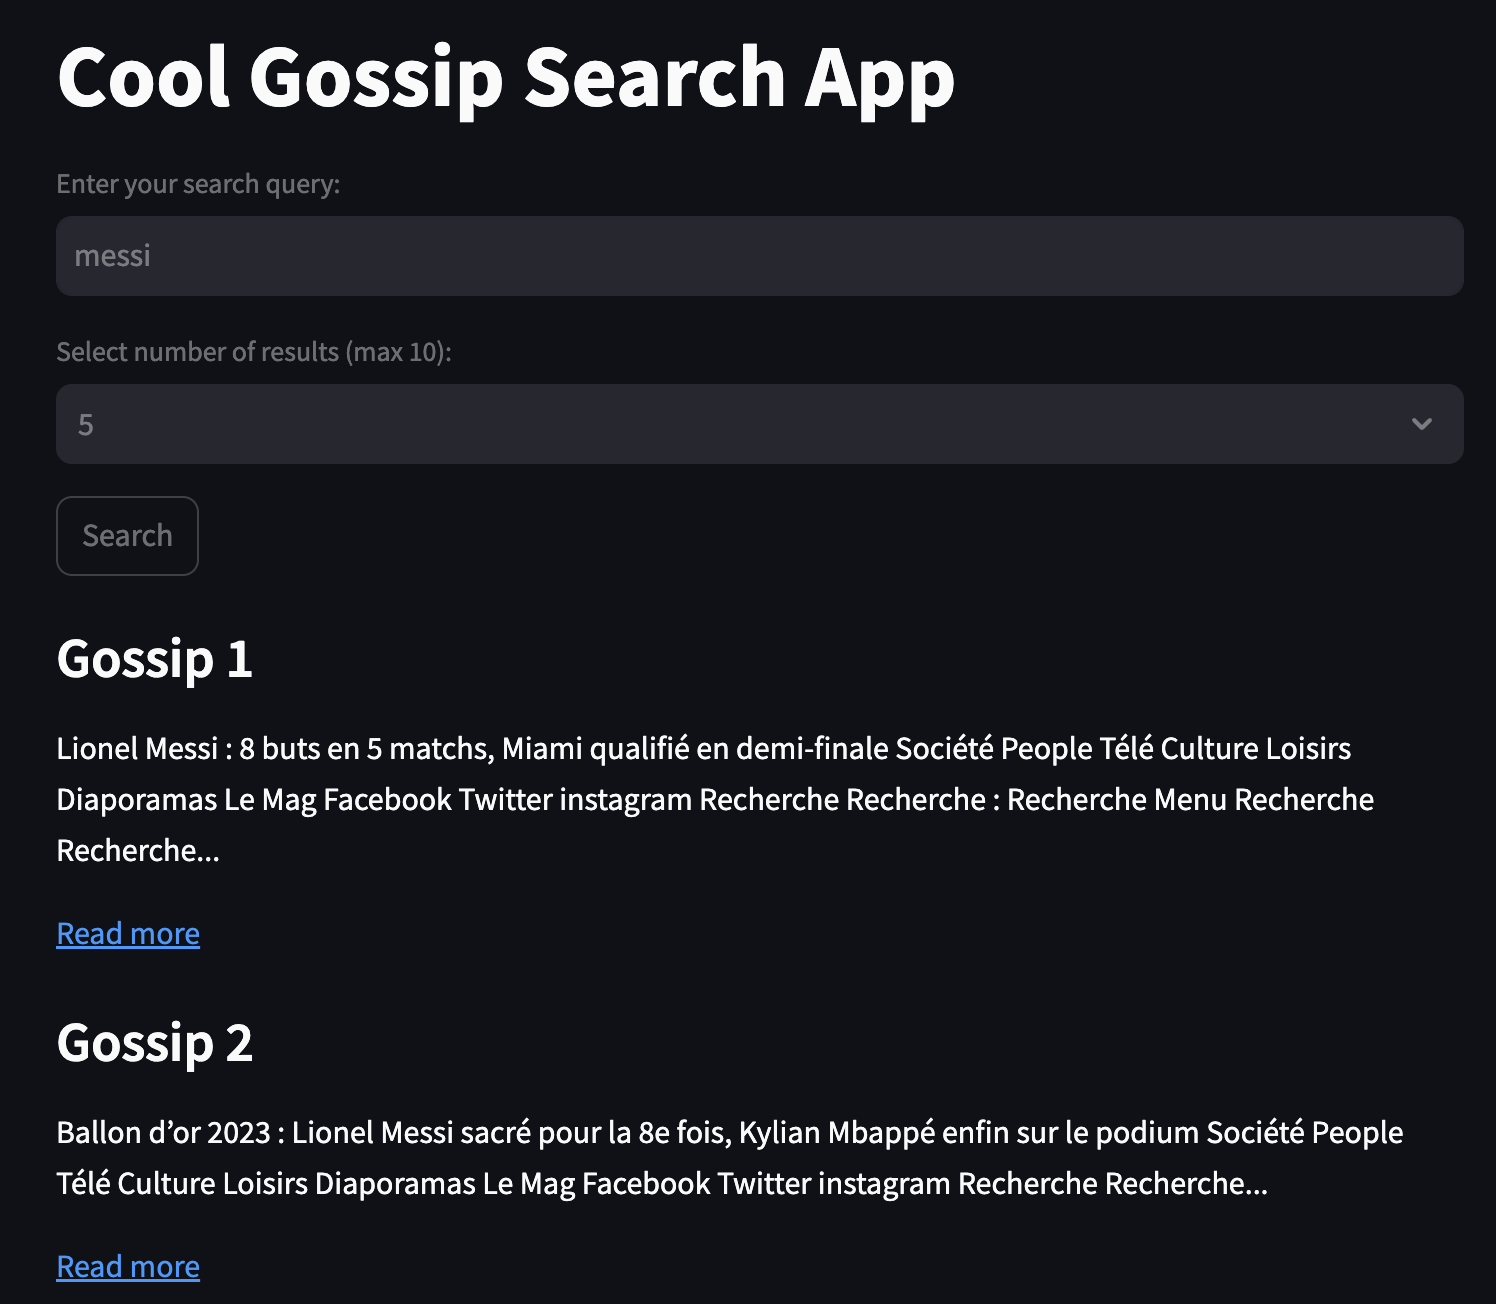 Cool Gossip Search App
Enter your search query:
messi
Select number of results (max 10):
5
Search
Gossip 1
Lionel Messi : 8 buts en 5 matchs, Miami qualifié en demi-finale Société People Télé Culture Loisirs
Diaporamas Le Mag Facebook Twitter instagram Recherche Recherche : Recherche Menu Recherche
Recherche...
Read more
Gossip 2
Ballon d’or 2023 : Lionel Messi sacré pour la 8e fois, Kylian Mbappé enfin sur le podium Société People
Télé Culture Loisirs Diaporamas Le Mag Facebook Twitter instagram Recherche Recherche...
Read more